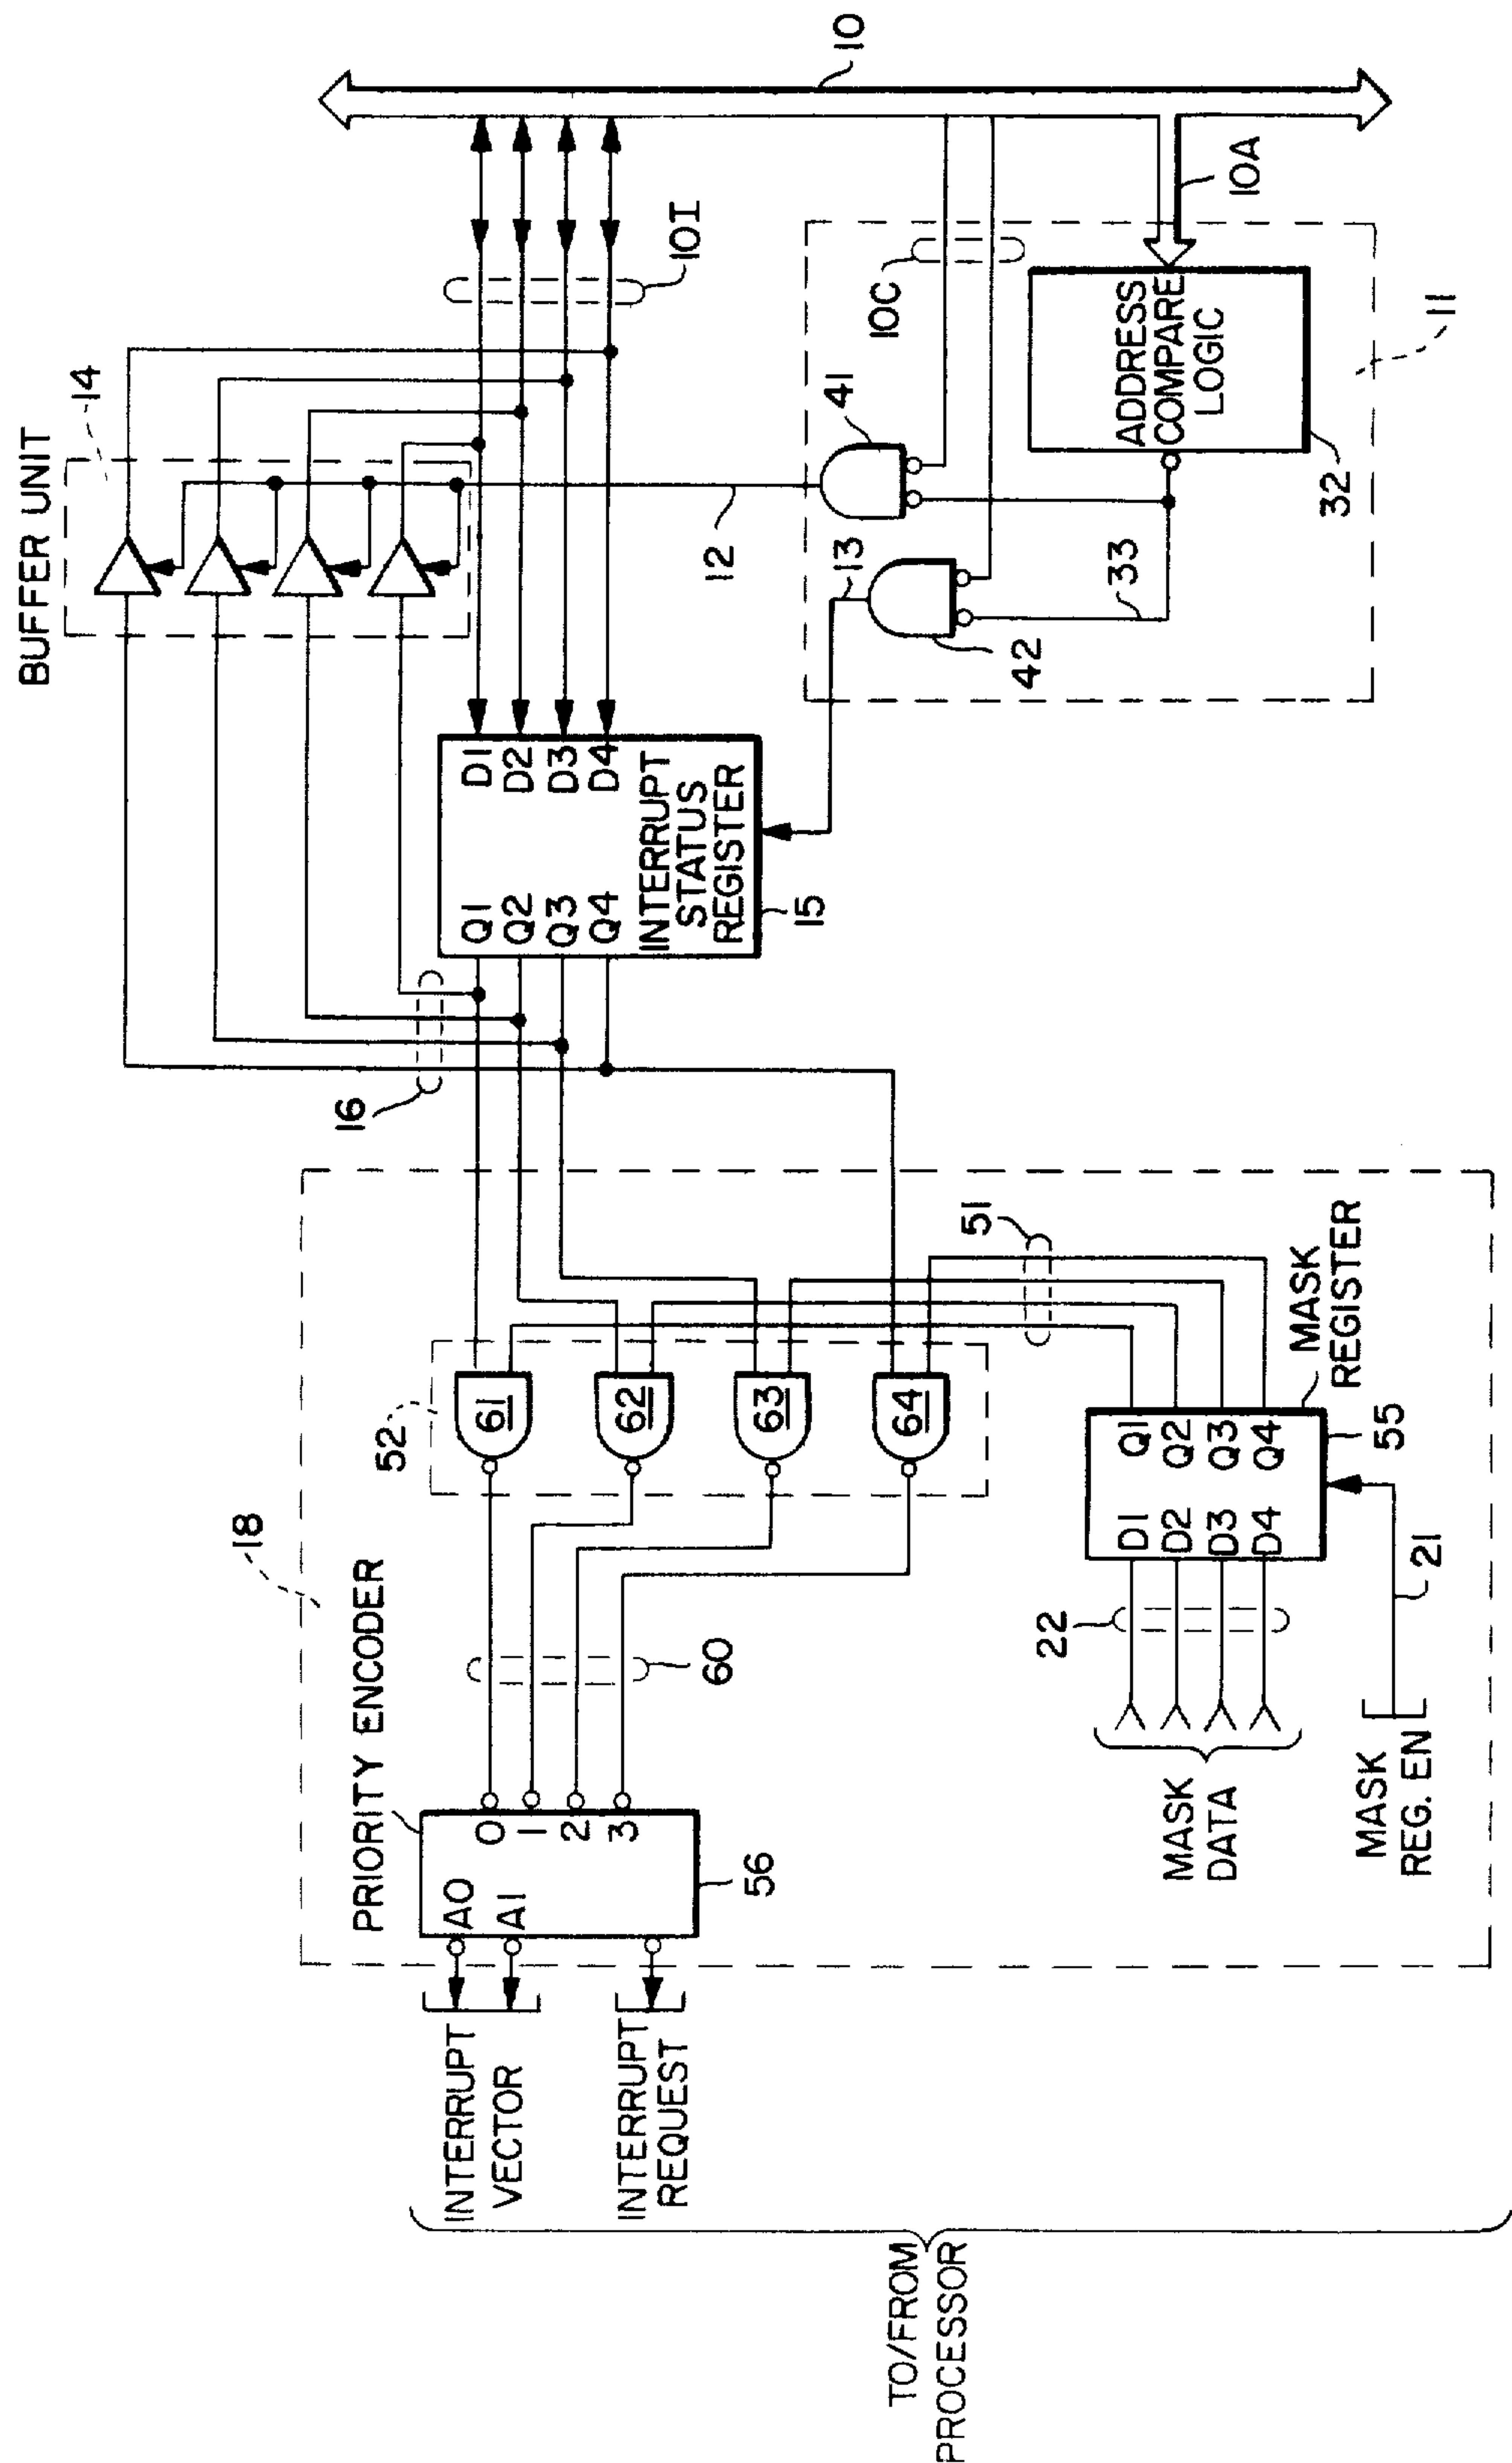 BUFFER UNIT
14
10
10I
10A
10C
11
41
ADDRESS
COMPARE
LOGIC
32
12
13
33
42
D1
D2
D3
D4
Q1
Q2
Q3
Q4
INTERRUPT
STATUS
REGISTER
15
16
18
PRIORITY ENCODER
52
61
62
63
64
51
MASK
REGISTER
Q1
Q2
Q3
Q4
D1
D2
D3
D4
55
60
22
21
MASK
DATA
MASK
REG. EN
0
1
2
3
A0
A1
56
INTERRUPT
VECTOR
INTERRUPT
REQUEST
TO/FROM
PROCESSOR